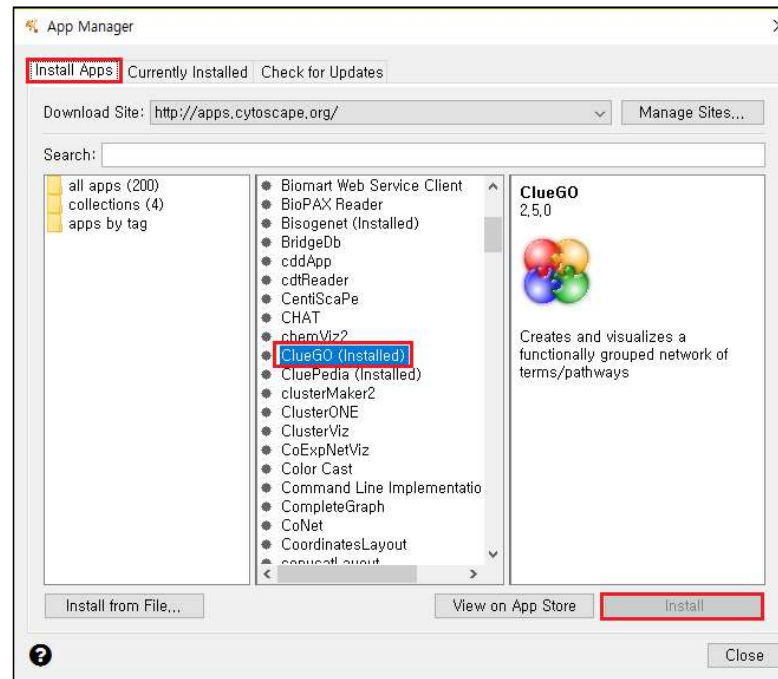 App Manager
Install Apps
Currently Installed
Check for Updates
Download Site: http://apps.cytoscape.org/
Manage Sites...
Search:
all apps (200)
collections (4)
apps by tag
Biomart Web Service Client
BioPAX Reader
Bisogenet (Installed)
BridgeDb
cddApp
cdtReader
CentiScaPe
CHAT
chemViz2
ClueGO (Installed)
CluePedia (Installed)
clusterMaker2
ClusterONE
ClusterViz
CoExpNetViz
Color Cast
Command Line Implementatio
CompleteGraph
CoNet
CoordinatesLayout
ClueGO
2,5,0
Creates and visualizes a
functionally grouped network of
terms/pathways
Install from File...
View on App Store
Install
Close